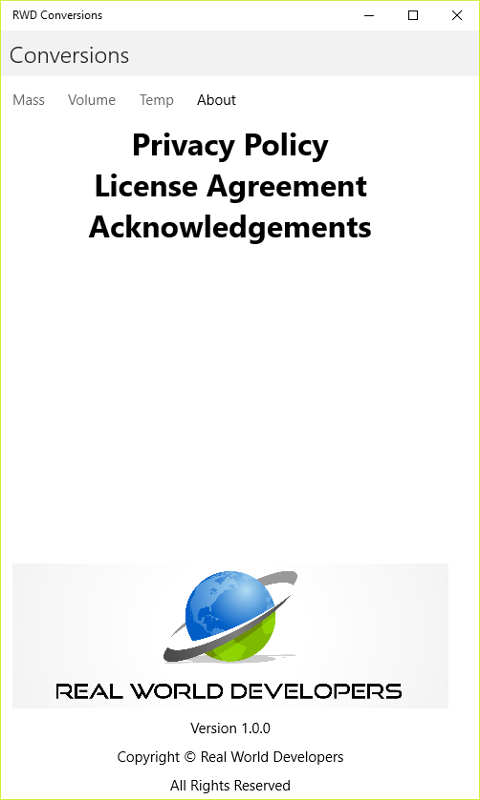 RWD Conversions
Conversions
Mass Volume Temp About
Privacy Policy
License Agreement
Acknowledgements
REAL WORLD DEVELOPERS
Version 1.0.0
Copyright © Real World Developers
All Rights Reserved